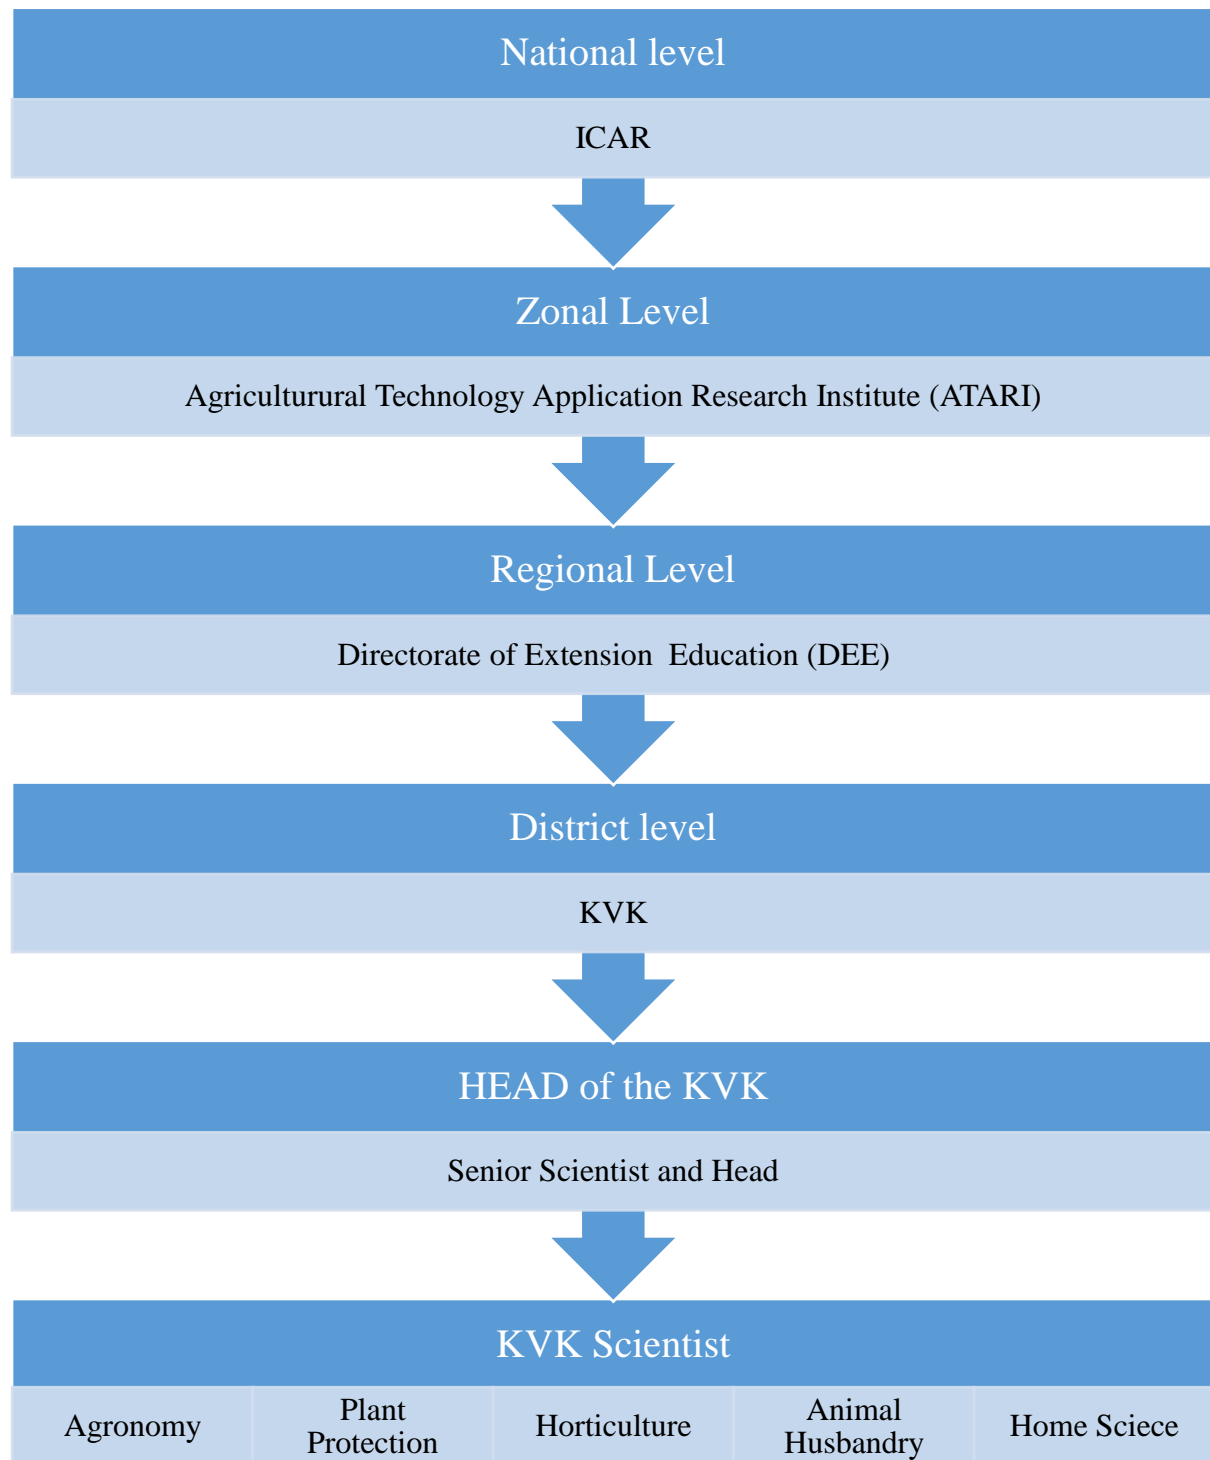 National level
ICAR
Zonal Level
Agriculturural Technology Application Research Institute (ATARI)
Regional Level
Directorate of Extension  Education (DEE)
District level
KVK
HEAD of the KVK
Senior Scientist and Head
KVK Scientist
Agronomy
Plant
Protection
Horticulture
Animal
Husbandry
Home Sciece